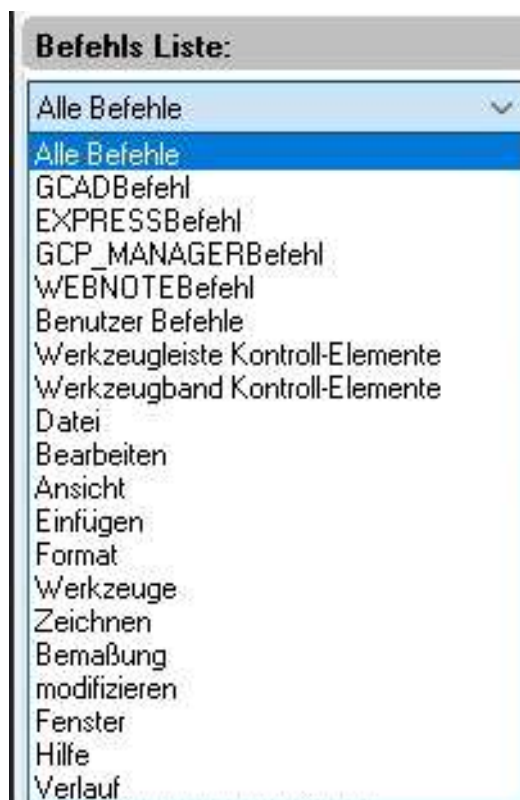 Befehls Liste:
Alle Befehle
Alle Befehle
GCADBefehl
EXPRESSBefehl
GCP_MANAGERBefehl
WEBNOTEBefehl
Benutzer Befehle
Werkzeugleiste Kontroll-Elemente
Werkzeugband Kontroll-Elemente
Datei
Bearbeiten
Ansicht
Einfügen
Format
Werkzeuge
Zeichnen
Bemaßung
modifizieren
Fenster
Hilfe
Verlauf